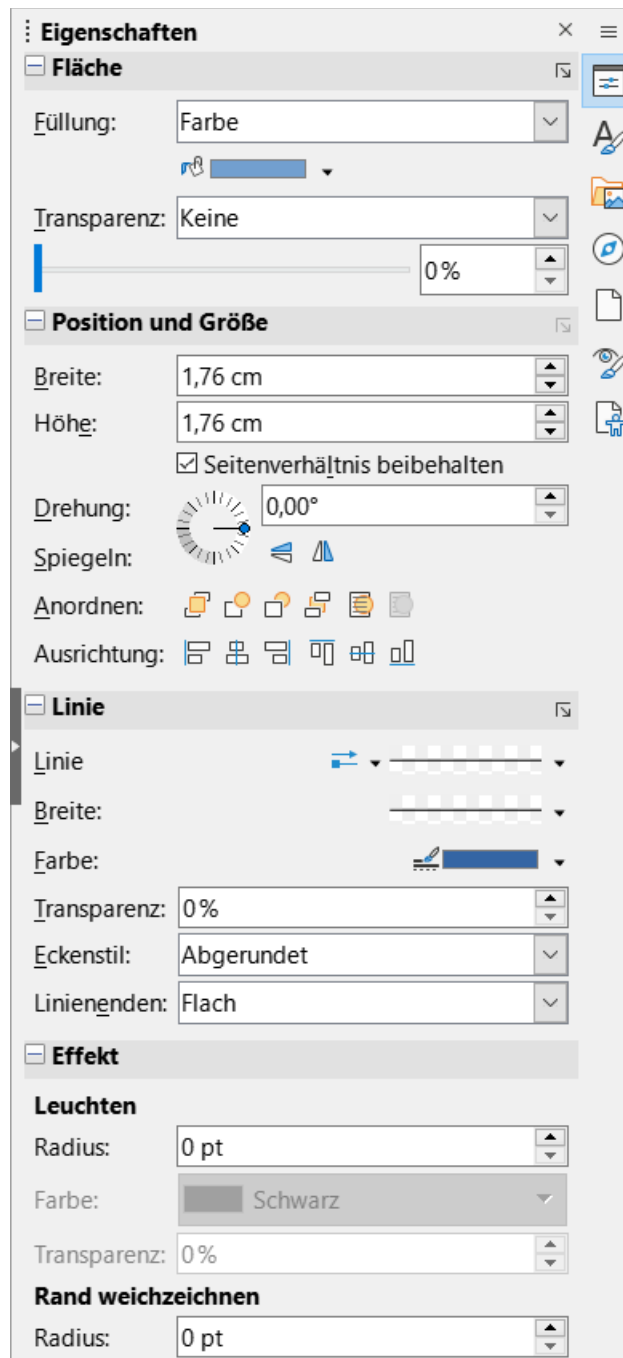 Eigenschaften
Fläche
Füllung: Farbe
Transparenz: Keine
0 %
Position und Größe
Breite: 1,76 cm
Höhe: 1,76 cm
Seitenverhältnis beibehalten
Drehung: 0,00°
Spiegeln:
Anordnen:
Ausrichtung:
Linie
Linie
Breite:
Farbe:
Transparenz: 0 %
Eckenstil: Abgerundet
Linienenden: Flach
Effekt
Leuchten
Radius: 0 pt
Farbe: Schwarz
Transparenz: 0 %
Rand weichzeichnen
Radius: 0 pt